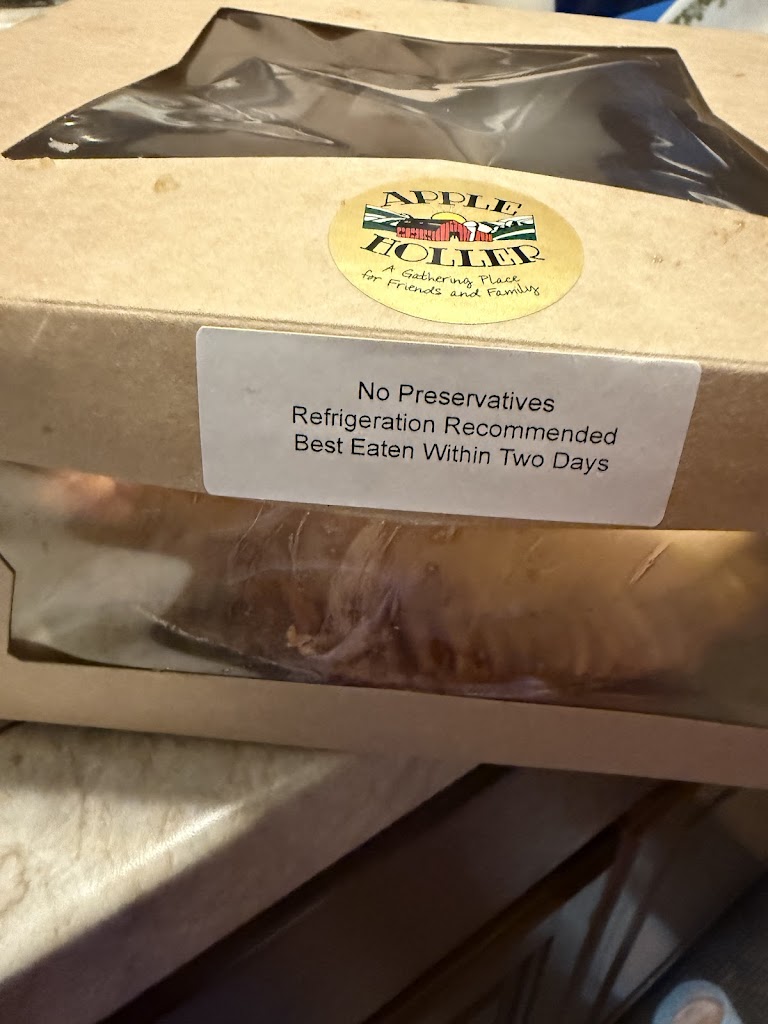 APPLE
HOLLER
A Gathering Place
for Friends and Family
No Preservatives
Refrigeration Recommended
Best Eaten Within Two Days